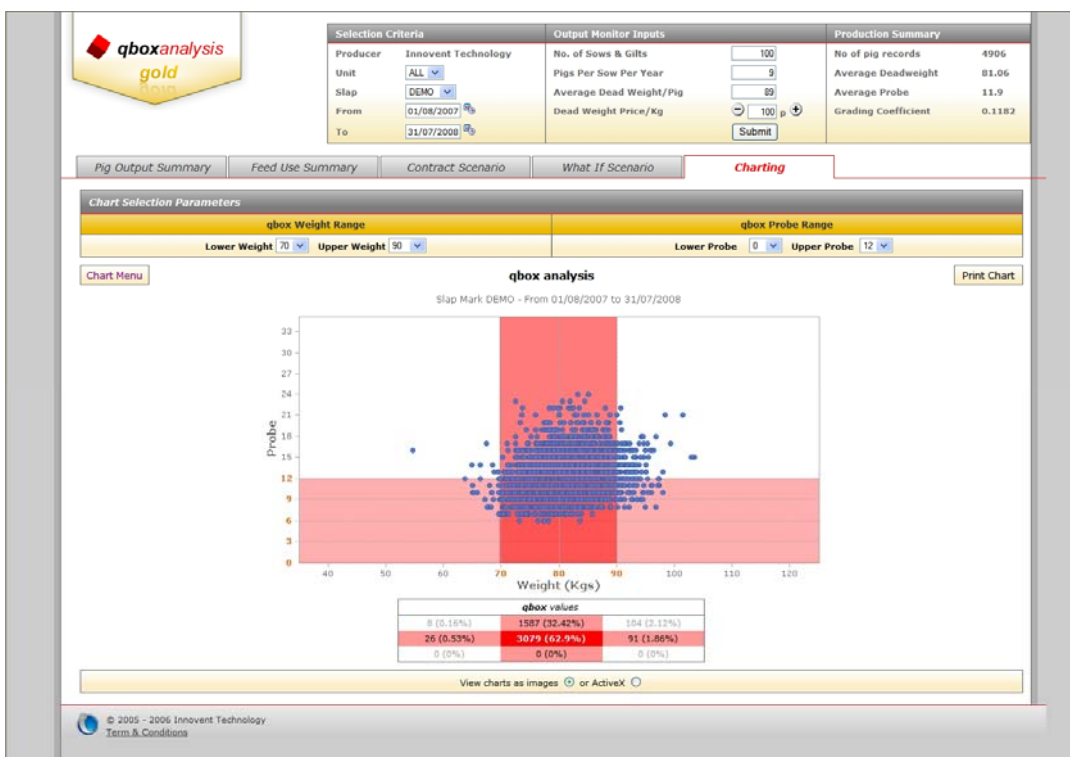 qboxanalysis
gold
Selection Criteria
Producer Innovent Technology
Unit ALL
Slap DEMO
From 01/08/2007
To 31/07/2008
Output Monitor Inputs
No. of Sows & Gilts 100
Pigs Per Sow Per Year 9
Average Dead Weight/Pig 89
Dead Weight Price/Kg 100 p
Submit
Production Summary
No of pig records 4906
Average Deadweight 81.06
Average Probe 11.9
Grading Coefficient 0.1182
Pig Output Summary Feed Use Summary Contract Scenario What If Scenario Charting
Chart Selection Parameters
qbox Weight Range qbox Probe Range
Lower Weight 70 Upper Weight 90 Lower Probe 0 Upper Probe 12
Chart Menu qbox analysis Print Chart
Slap Mark DEMO - From 01/08/2007 to 31/07/2008
33
30
27
24
21
18
15
12
9
6
3
0
Probe
40 50 60 70 80 90 100 110 120
Weight (Kgs)
qbox values
8 (0.16%) 1587 (32.42%) 104 (2.12%)
26 (0.53%) 3079 (62.9%) 91 (1.86%)
0 (0%) 0 (0%) 0 (0%)
View charts as images or ActiveX
© 2005 - 2006 Innovent Technology
Term & Conditions